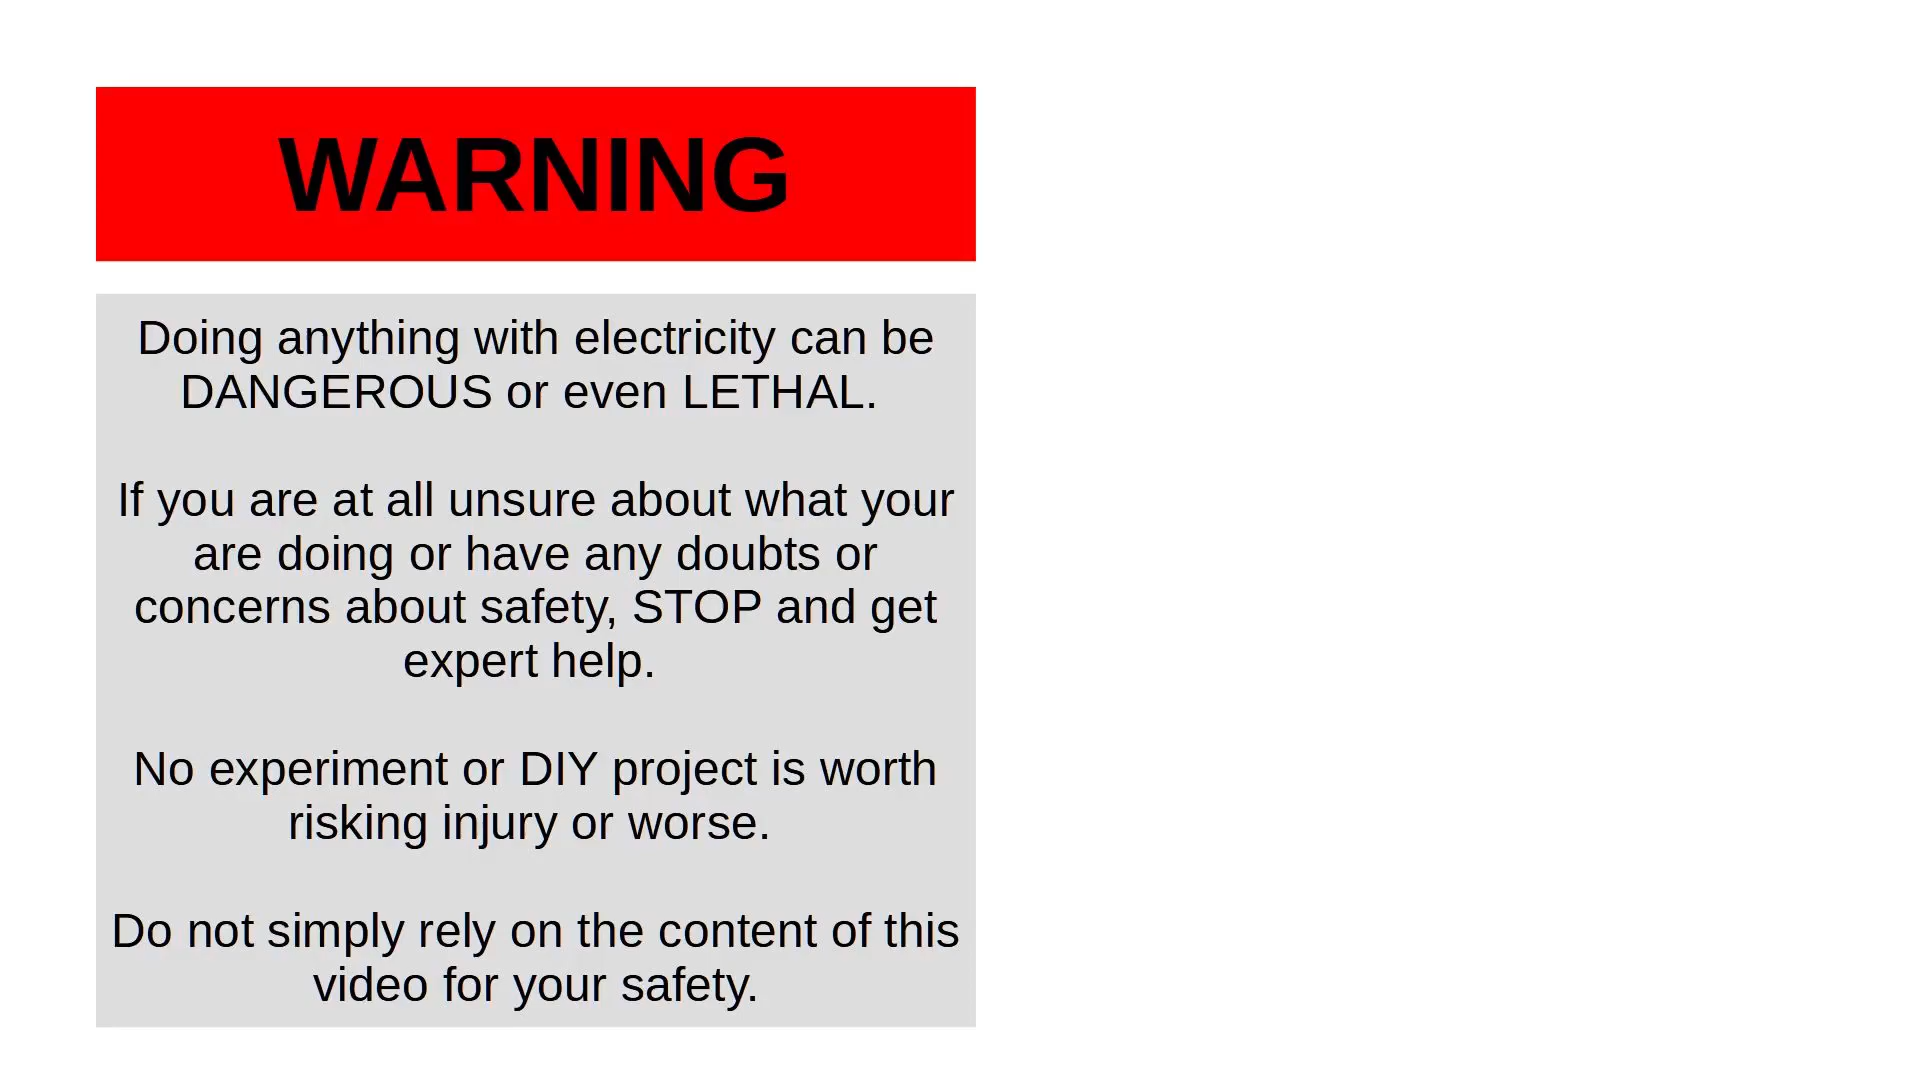 WARNING
Doing anything with electricity can be
DANGEROUS or even LETHAL.
If you are at all unsure about what your
are doing or have any doubts or
concerns about safety, STOP and get
expert help.
No experiment or DIY project is worth
risking injury or worse.
Do not simply rely on the content of this
video for your safety.